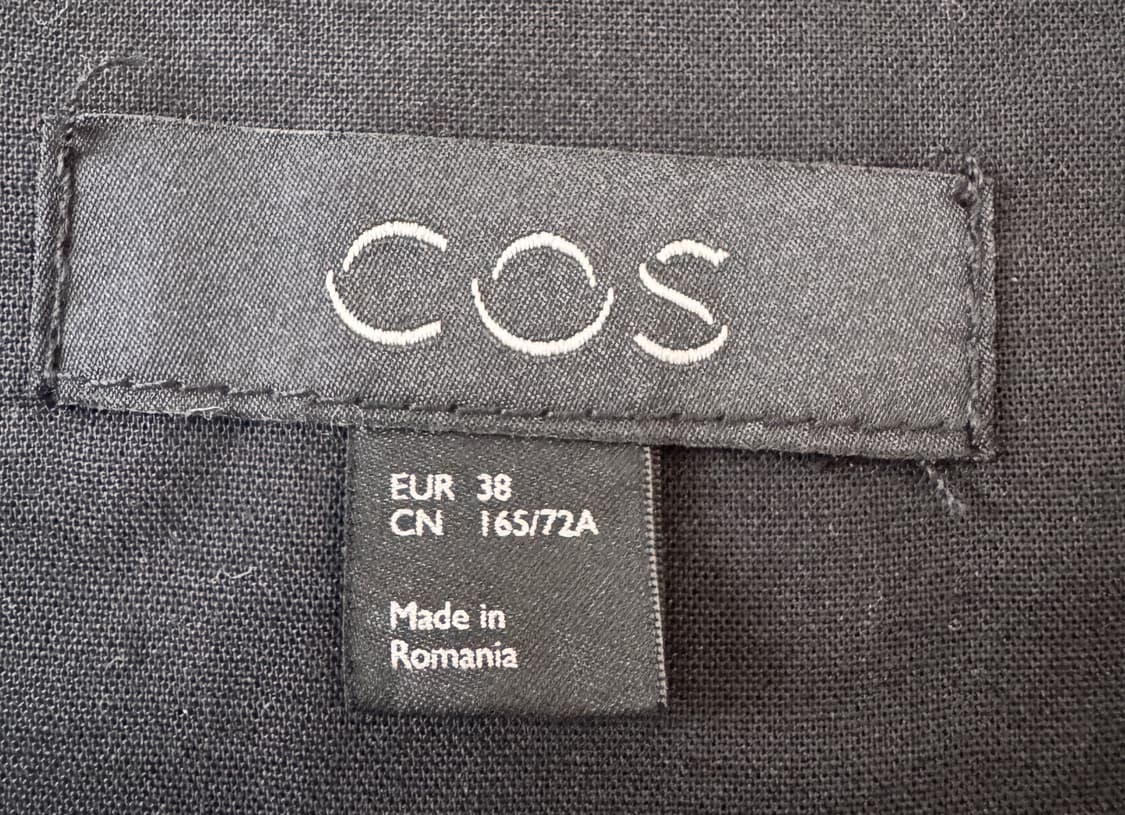 COS
EUR 38
CN 165/72A
Made in
Romania